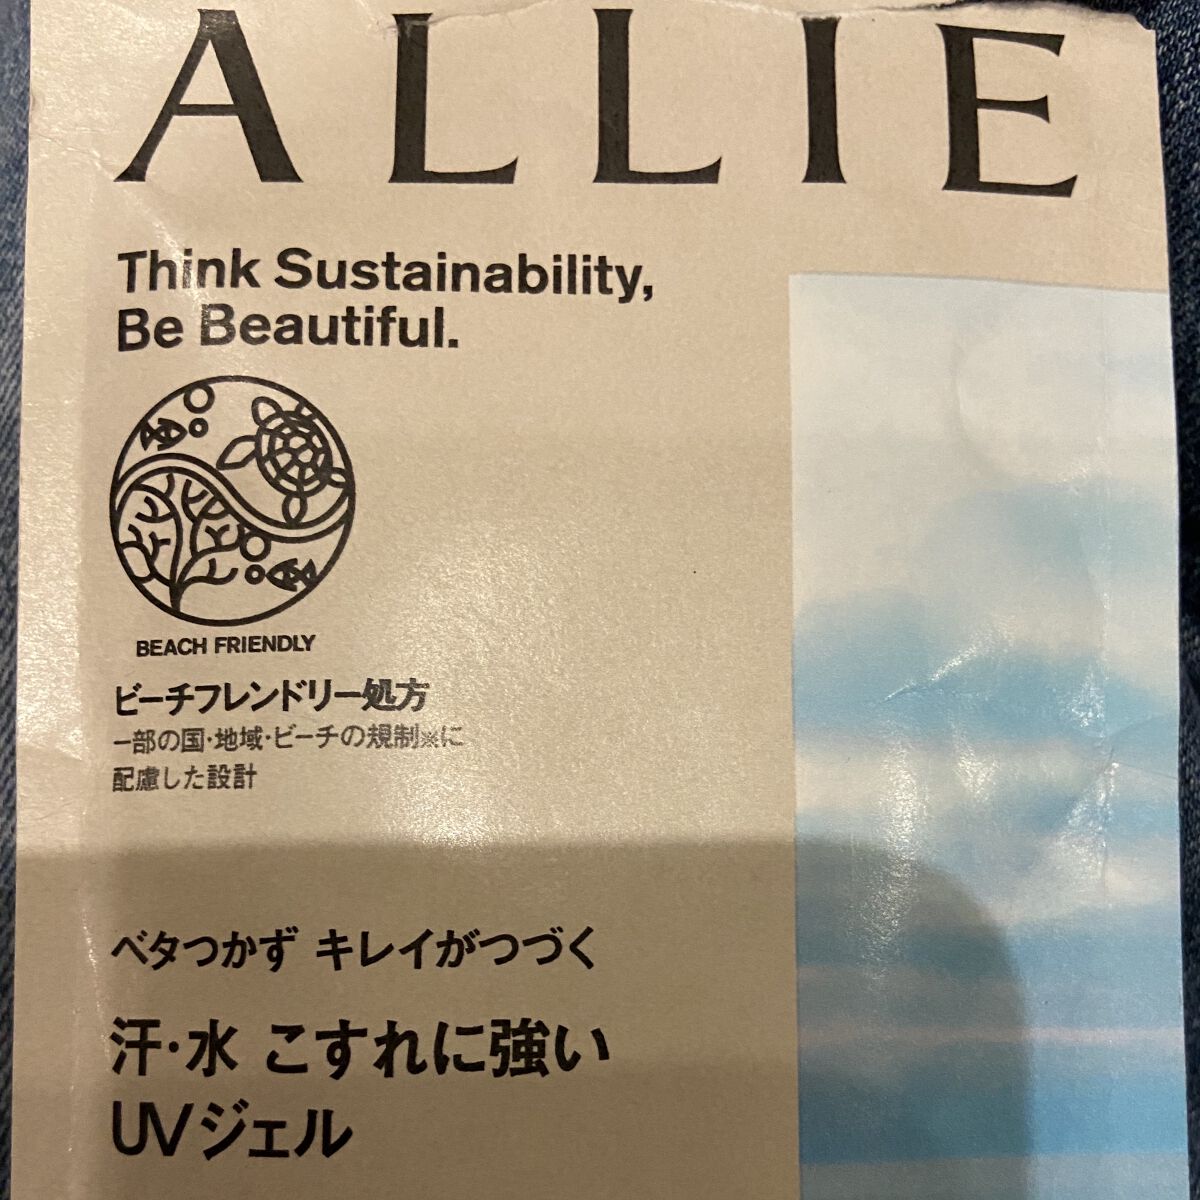 ALLIE
Think Sustainability,
Be Beautiful.
BEACH FRIENDLY
ビーチフレンドリー処方
一部の国・地域・ビーチの規制※に
配慮した設計
ベタつかず キレイがつづく
汗・水 こすれに強い
UVジェル